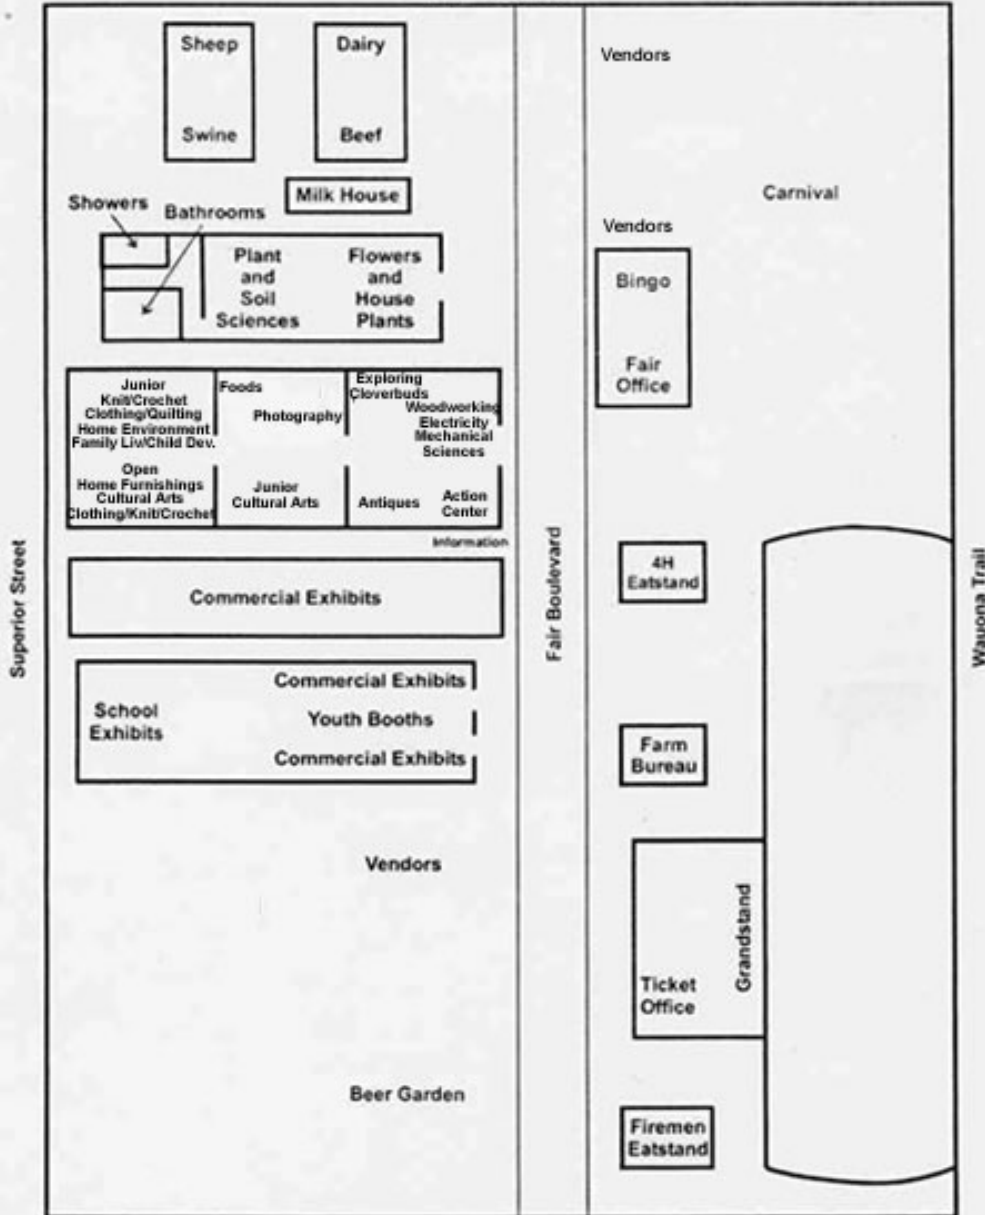 Sheep
Swine
Dairy
Beef
Milk House
Showers
Bathrooms
Plant
and
Soil
Sciences
Flowers
and
House
Plants
Junior
Knit/Crochet
Clothing/Quilting
Home Environment
Family Liv/Child Dev.
Open
Home Furnishings
Cultural Arts
Clothing/Knit/Crochet
Foods
Photography
Junior
Cultural Arts
Exploring
Cloverbuds
Woodworking
Electricity
Mechanical
Sciences
Antiques
Action
Center
Information
Commercial Exhibits
School
Exhibits
Commercial Exhibits
Youth Booths
Commercial Exhibits
Vendors
Beer Garden
Superior Street
Fair Boulevard
Vendors
Carnival
Vendors
Bingo
Fair
Office
4H
Eatstand
Farm
Bureau
Grandstand
Ticket
Office
Firemen
Eatstand
Wauona Trail